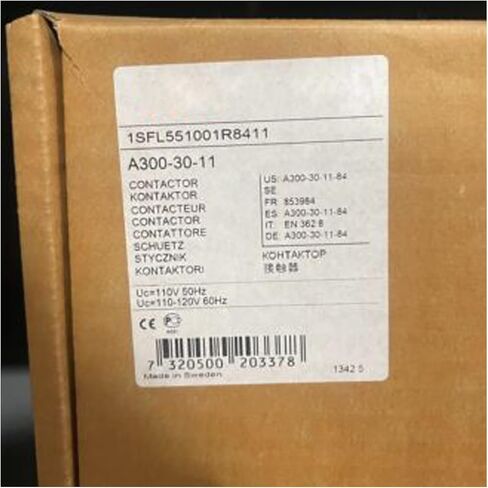 1SFL551001R8411
A300-30-11
CONTACTOR
KONTAKTOR
CONTACTEUR
CONTACTOR
CONTATTORE
SCHUETZ
STYCZNIK
KONTAKTORI
US: A300-30-11-84
SE
FR: 853984
ES: A300-30-11-84
IT: EN 362 8
DE: A300-30-11-84
КОНТАКТОР
接触器
Uc=110V 50Hz
Uc=110-120V 60Hz
CE
7 320500 203378
Made in Sweden
1342 5